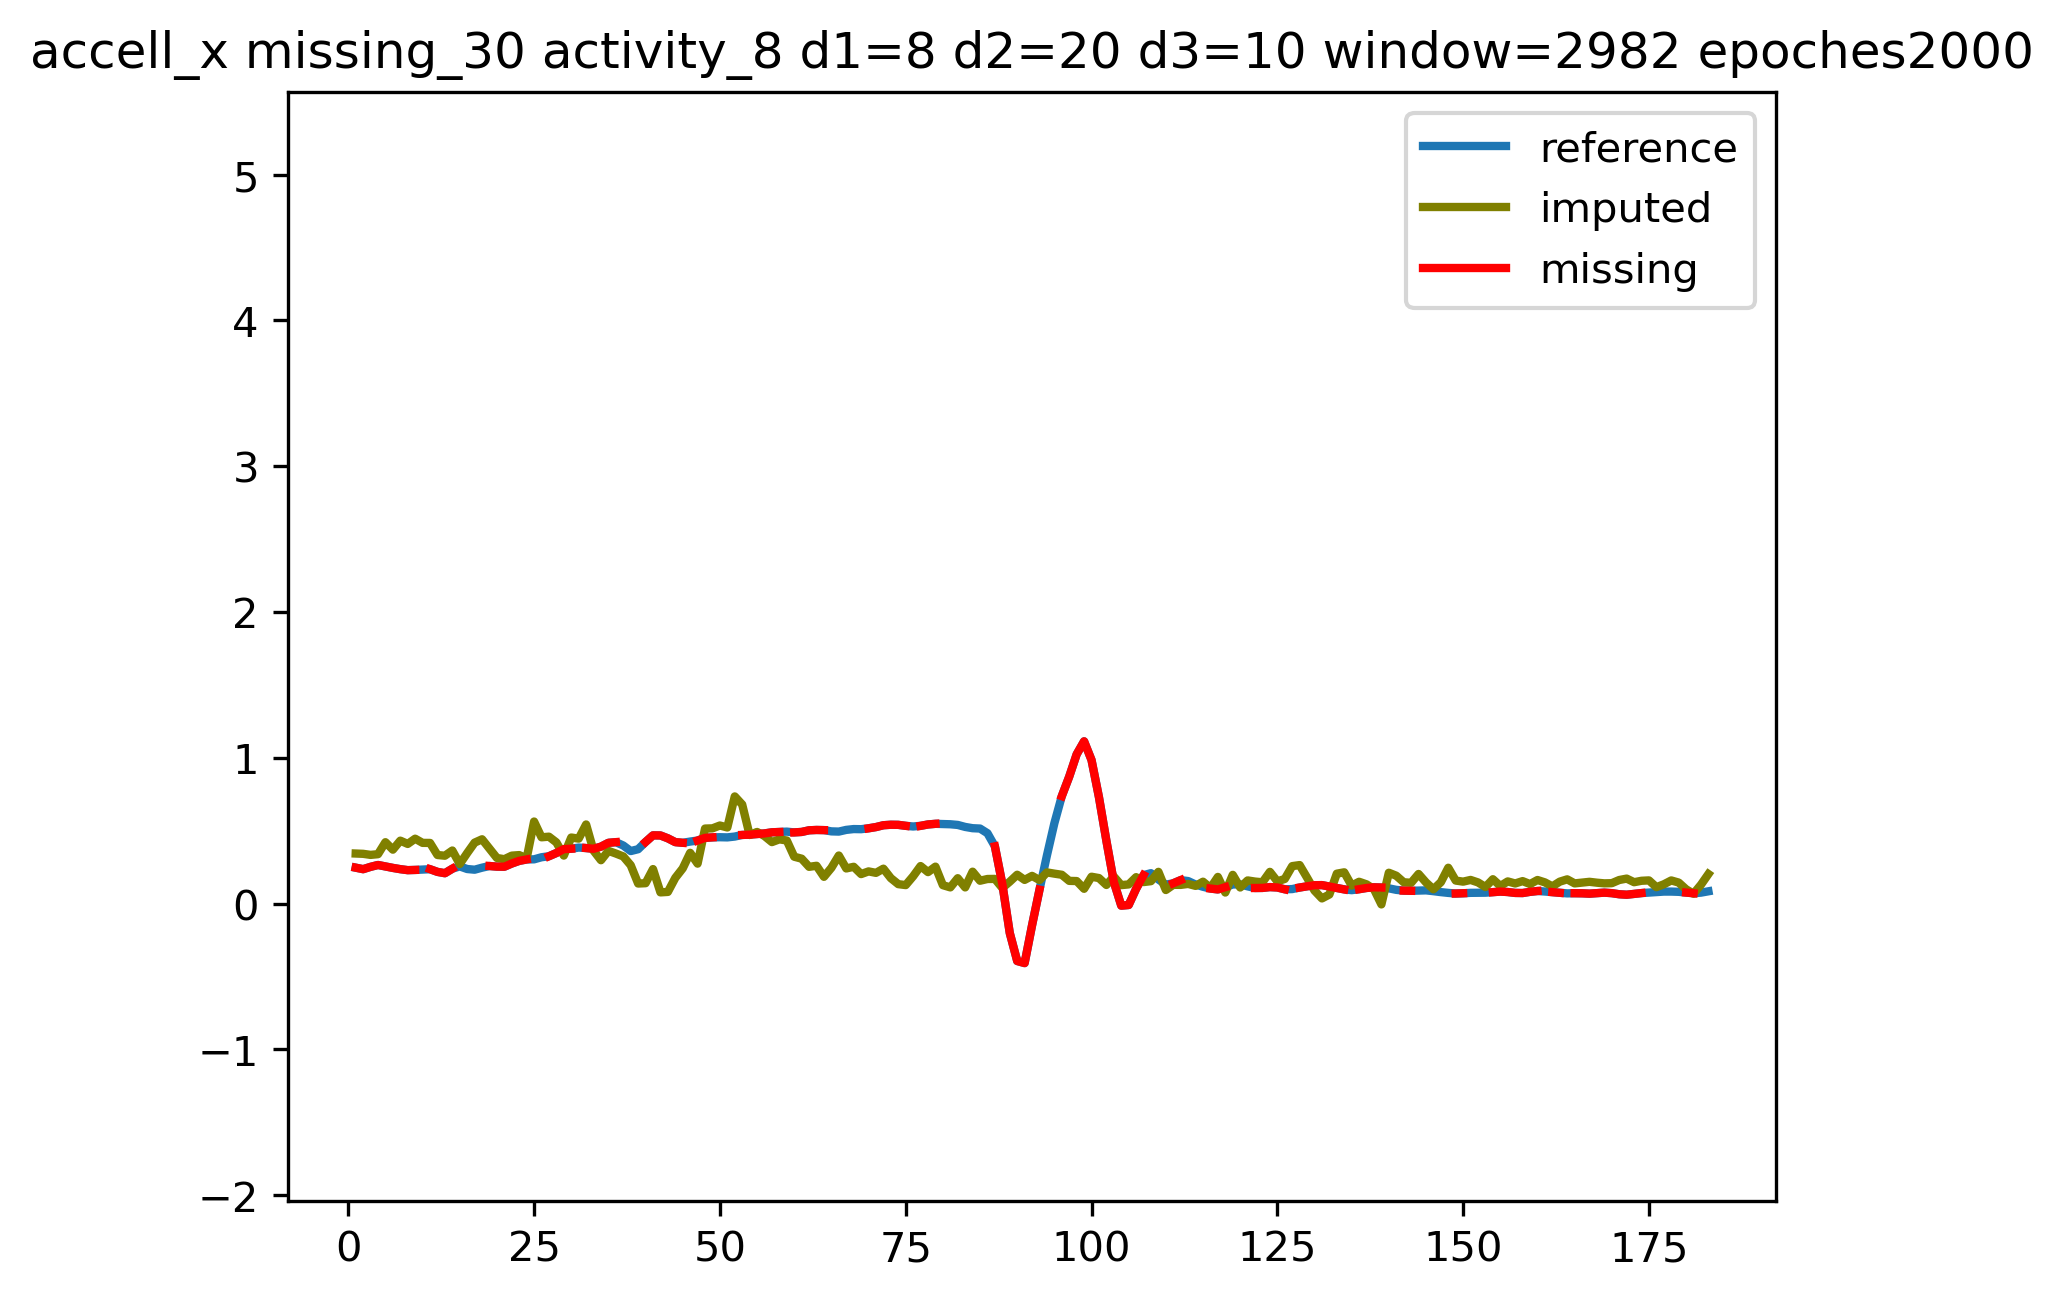 accell_x missing_30 activity_8 d1=8 d2=20 d3=10 window=2982 epoches2000
reference
imputed
missing
5
4
3
2
1
0
−1
−2
0 25 50 75 100 125 150 175